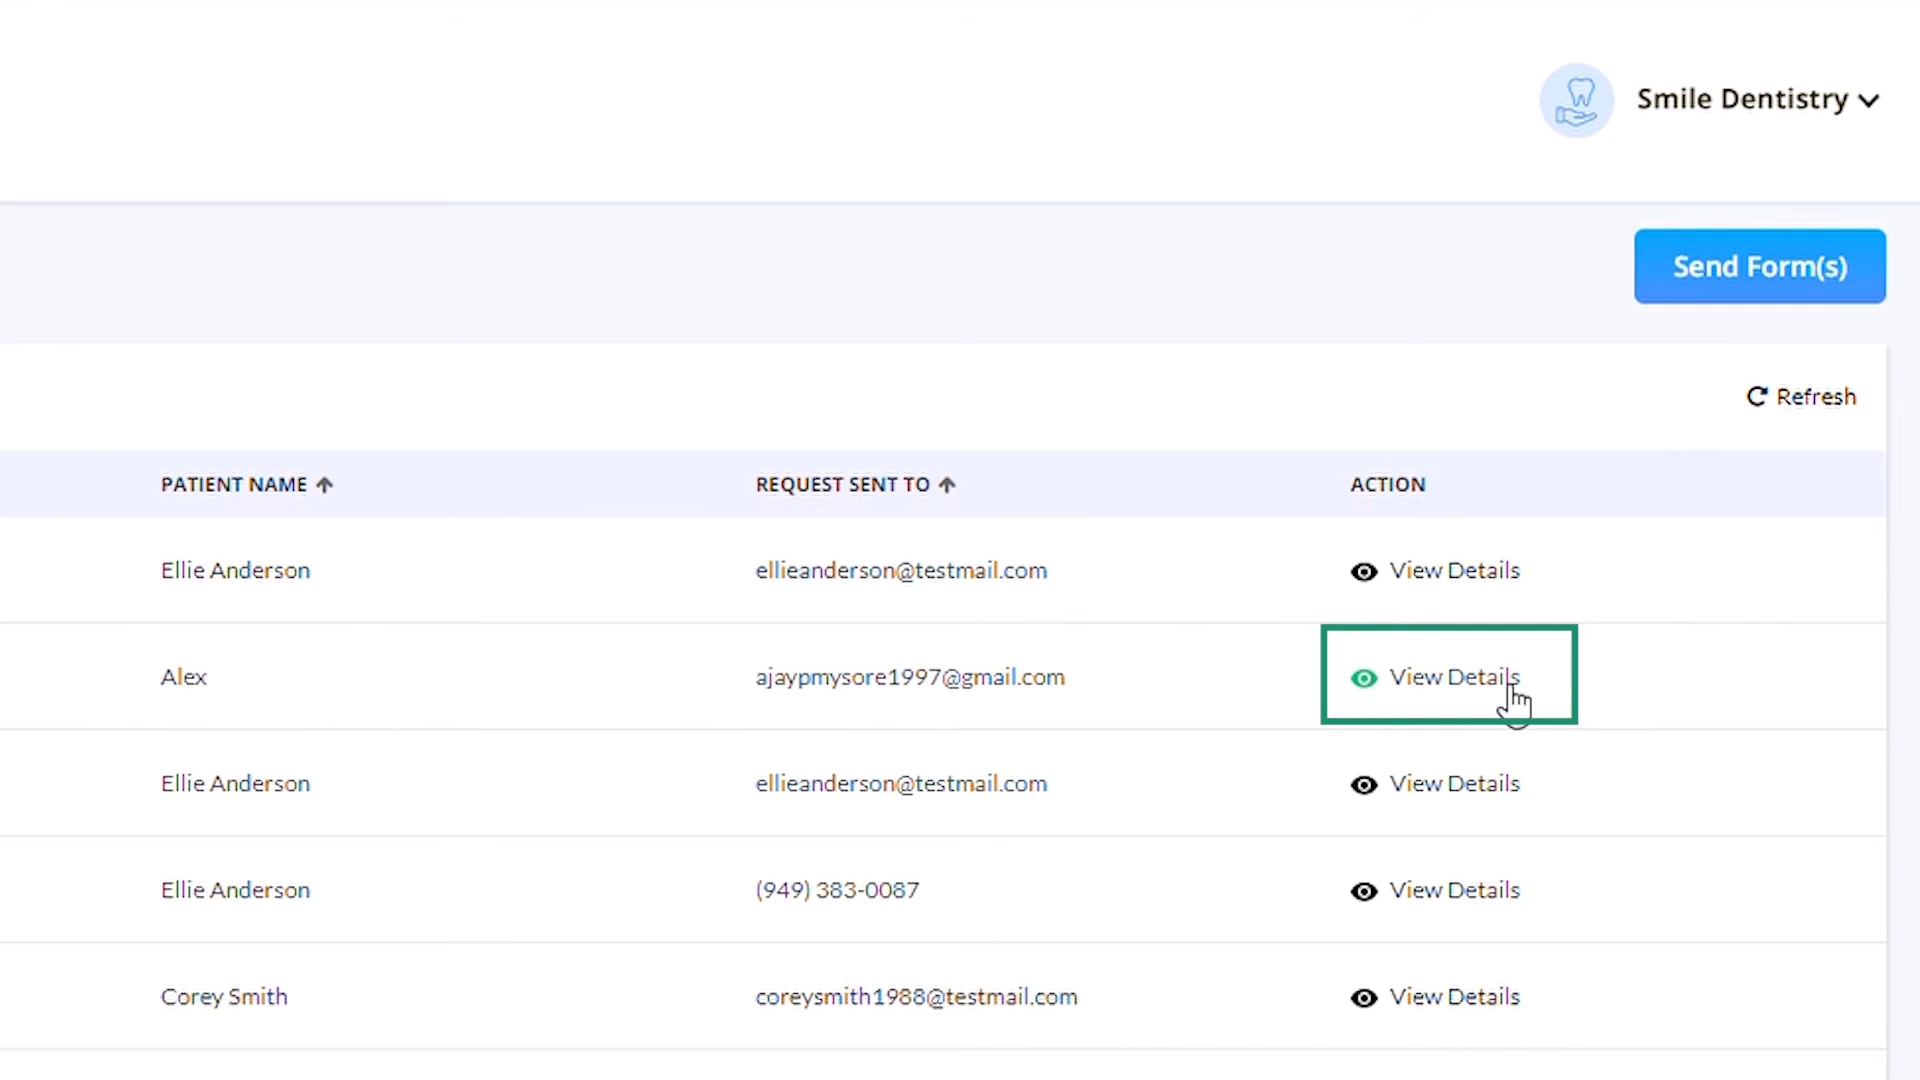 Smile Dentistry
Send Form(s)
Refresh
PATIENT NAME REQUEST SENT TO ACTION
Ellie Anderson ellieanderson@testmail.com View Details
Alex ajaypmysore1997@gmail.com View Details
Ellie Anderson ellieanderson@testmail.com View Details
Ellie Anderson (949) 383-0087 View Details
Corey Smith coreysmith1988@testmail.com View Details